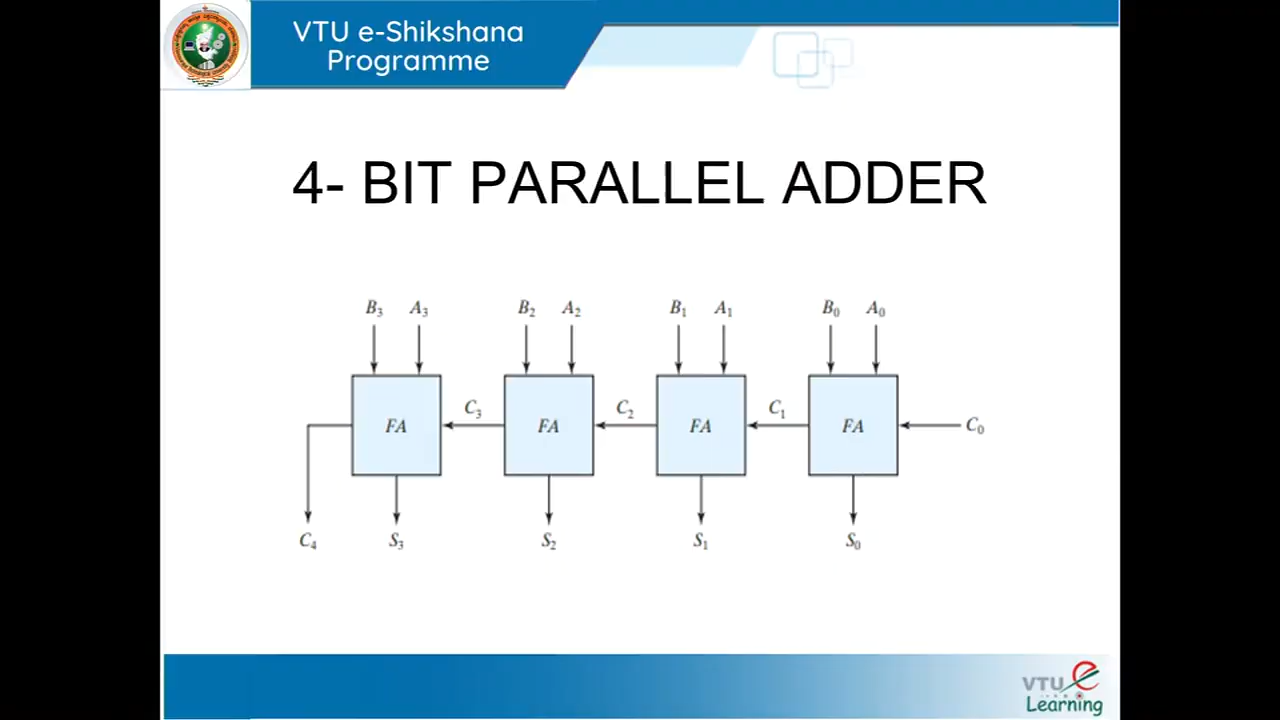 VTU e-Shikshana
Programme
4- BIT PARALLEL ADDER
B₃ A₃ B₂ A₂ B₁ A₁ B₀ A₀
C₃ C₂ C₁
FA FA FA FA C₀
C₄ S₃ S₂ S₁ S₀
VTU e
Learning